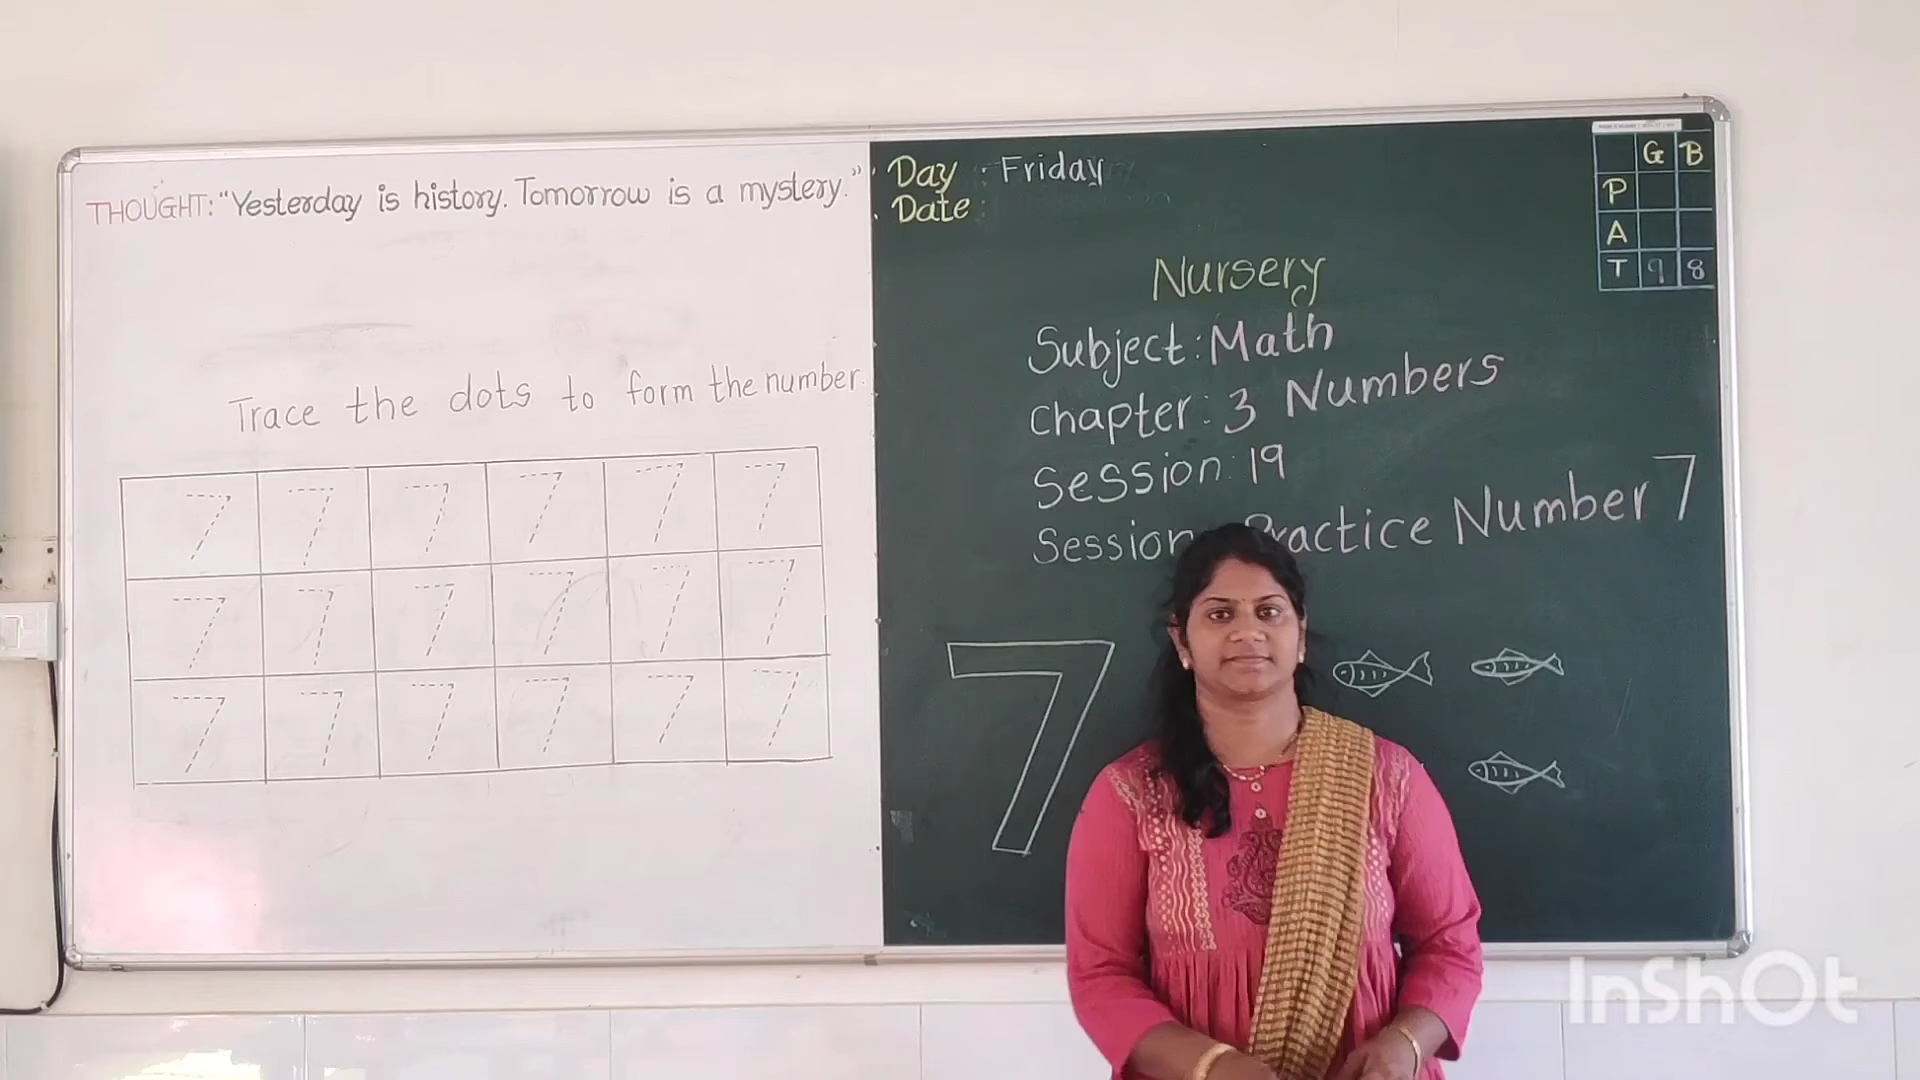 THOUGHT: "Yesterday is history. Tomorrow is a mystery."
Trace the dots to form the number.
7 7 7 7 7 7
7 7 7 7 7 7
7 7 7 7 7 7
Day : Friday
Date :
G B
P
A
T 9 8
Nursery
Subject: Math
Chapter: 3 Numbers
Session: 19
Session Practice Number 7
7
InShOt